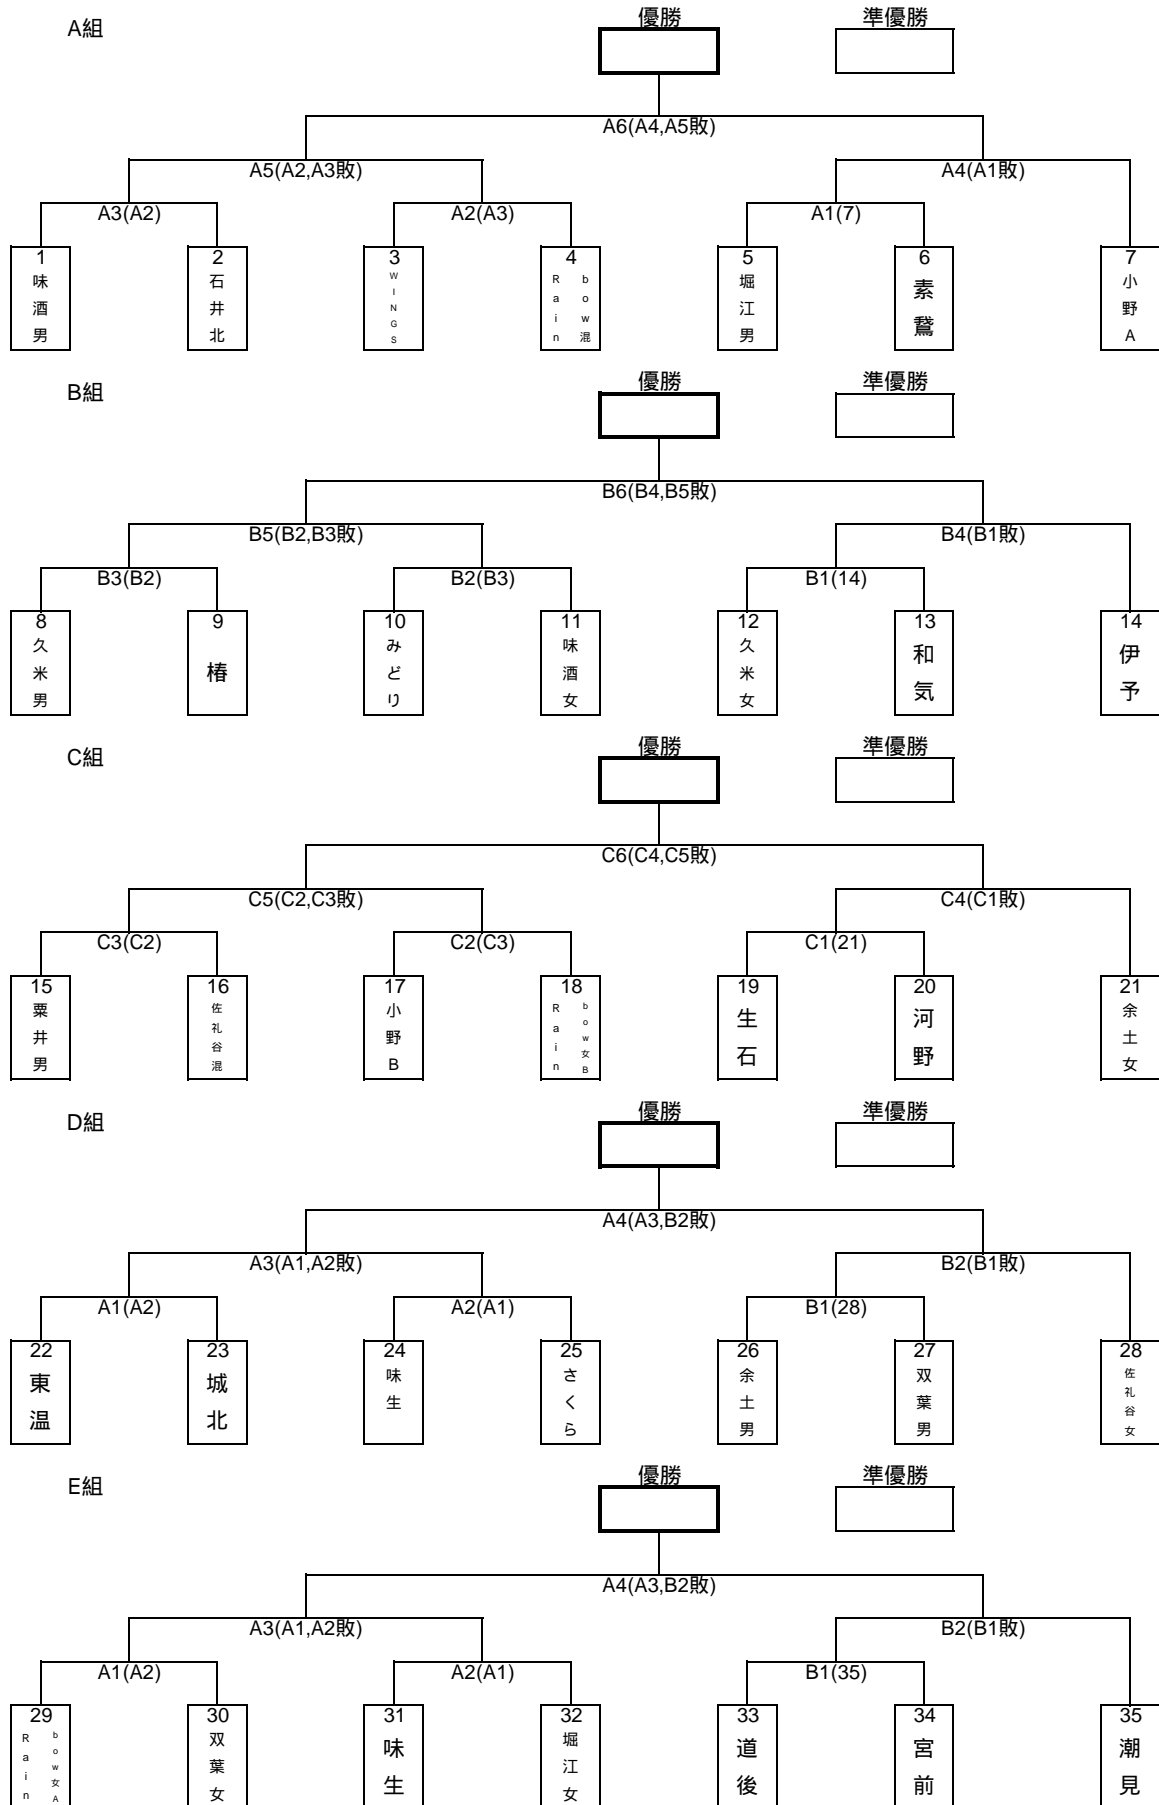 A組
優勝
準優勝
A6(A4,A5敗)
A5(A2,A3敗)
A4(A1敗)
A3(A2)
A2(A3)
A1(7)
1
味酒男
2
石井北
3
WINGS
4
Rainbow混
5
堀江男
6
素鵞
7
小野A
B組
優勝
準優勝
B6(B4,B5敗)
B5(B2,B3敗)
B4(B1敗)
B3(B2)
B2(B3)
B1(14)
8
久米男
9
椿
10
みどり
11
味酒女
12
久米女
13
和気
14
伊予
C組
優勝
準優勝
C6(C4,C5敗)
C5(C2,C3敗)
C4(C1敗)
C3(C2)
C2(C3)
C1(21)
15
粟井男
16
佐礼谷混
17
小野B
18
Rainbow女B
19
生石
20
河野
21
余土女
D組
優勝
準優勝
A4(A3,B2敗)
A3(A1,A2敗)
B2(B1敗)
A1(A2)
A2(A1)
B1(28)
22
東温
23
城北
24
味生
25
さくら
26
余土男
27
双葉男
28
佐礼谷女
E組
優勝
準優勝
A4(A3,B2敗)
A3(A1,A2敗)
B2(B1敗)
A1(A2)
A2(A1)
B1(35)
29
Rainbow女A
30
双葉女
31
味生
32
堀江女
33
道後
34
宮前
35
潮見